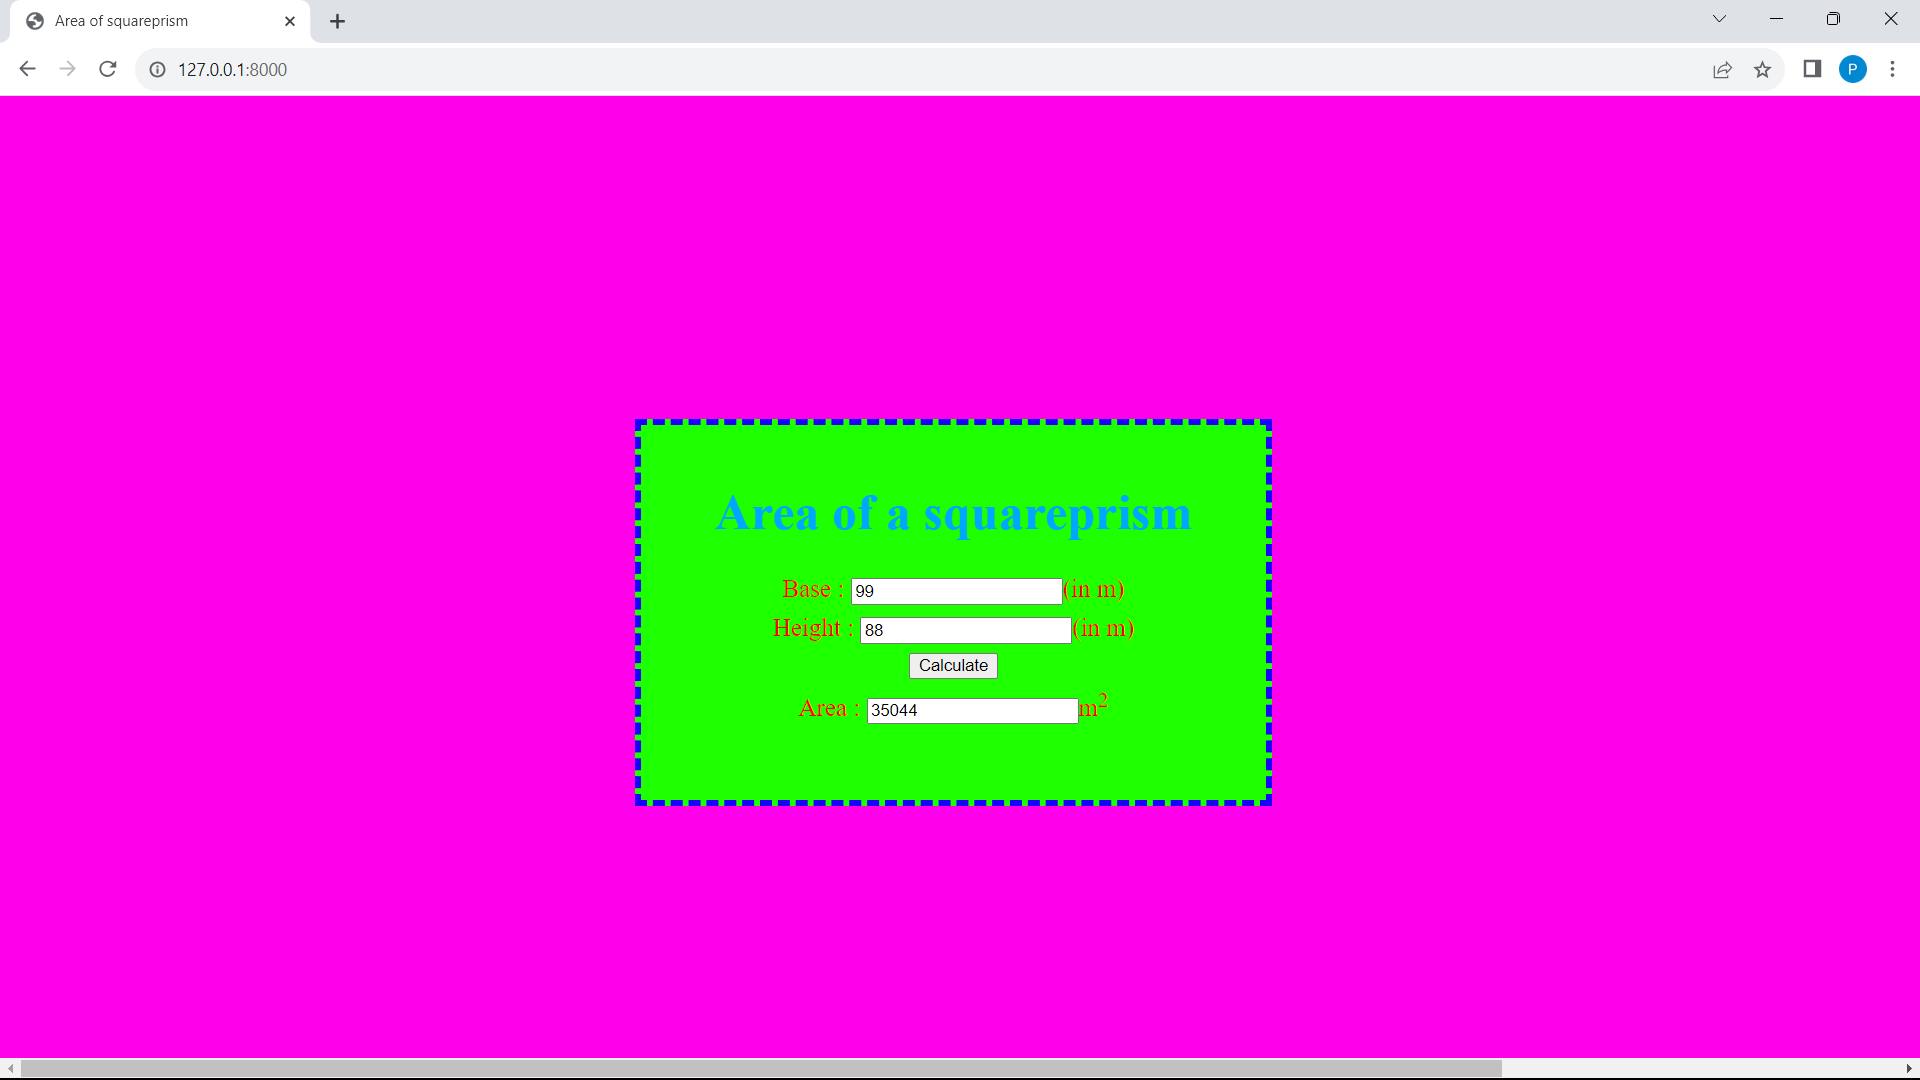 Area of squareprism
127.0.0.1:8000
P
Area of a squareprism
Base : 99 (in m)
Height : 88 (in m)
Calculate
Area : 35044 m²